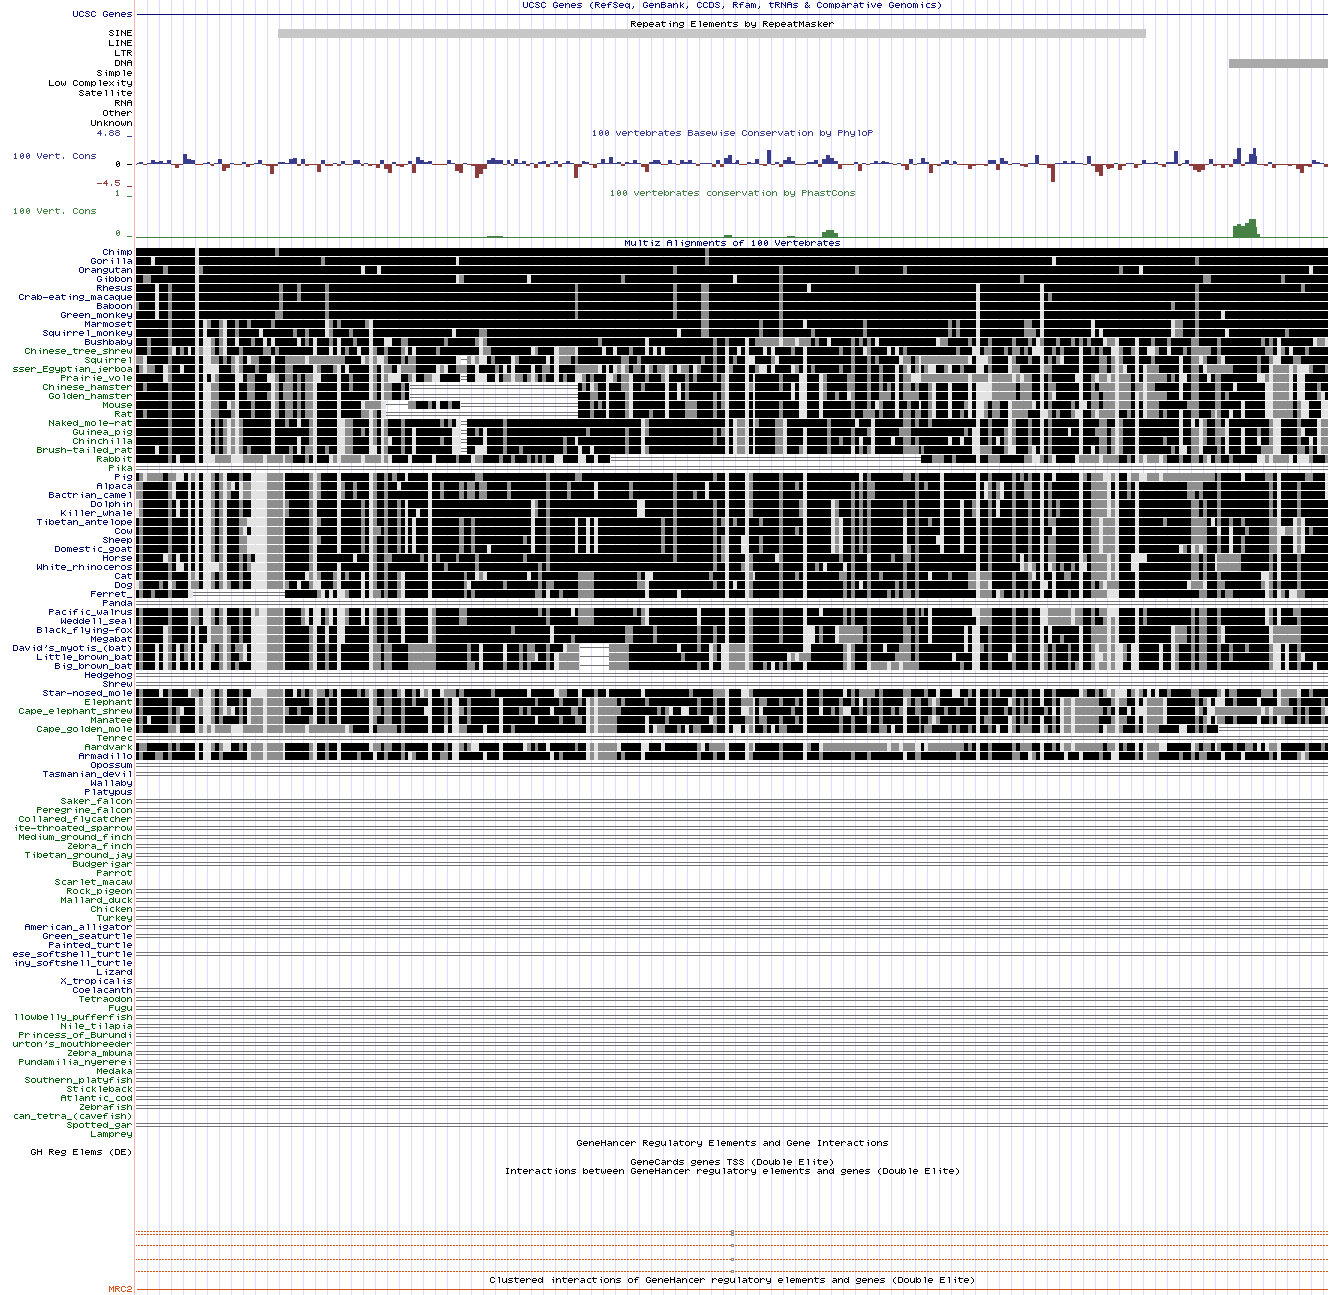 UCSC Genes (RefSeq, GenBank, CCDS, Rfam, tRNAs & Comparative Genomics)
UCSC Genes
Repeating Elements by RepeatMasker
SINE
LINE
LTR
DNA
Simple
Low Complexity
Satellite
RNA
Other
Unknown
4.88 _
100 vertebrates Basewise Conservation by PhyloP
100 Vert. Cons
0 _
-4.5 _
1 _
100 vertebrates conservation by PhastCons
100 Vert. Cons
0 _
Multiz Alignments of 100 Vertebrates
Chimp
Gorilla
Orangutan
Gibbon
Rhesus
Crab-eating_macaque
Baboon
Green_monkey
Marmoset
Squirrel_monkey
Bushbaby
Chinese_tree_shrew
Squirrel
sser_Egyptian_jerboa
Prairie_vole
Chinese_hamster
Golden_hamster
Mouse
Rat
Naked_mole-rat
Guinea_pig
Chinchilla
Brush-tailed_rat
Rabbit
Pika
Pig
Alpaca
Bactrian_camel
Dolphin
Killer_whale
Tibetan_antelope
Cow
Sheep
Domestic_goat
Horse
White_rhinoceros
Cat
Dog
Ferret_
Panda
Pacific_walrus
Weddell_seal
Black_flying-fox
Megabat
David's_myotis_(bat)
Little_brown_bat
Big_brown_bat
Hedgehog
Shrew
Star-nosed_mole
Elephant
Cape_elephant_shrew
Manatee
Cape_golden_mole
Tenrec
Aardvark
Armadillo
Opossum
Tasmanian_devil
Wallaby
Platypus
Saker_falcon
Peregrine_falcon
Collared_flycatcher
ite-throated_sparrow
Medium_ground_finch
Zebra_finch
Tibetan_ground_jay
Budgerigar
Parrot
Scarlet_macaw
Rock_pigeon
Mallard_duck
Chicken
Turkey
American_alligator
Green_seaturtle
Painted_turtle
ese_softshell_turtle
iny_softshell_turtle
Lizard
X_tropicalis
Coelacanth
Tetraodon
Fugu
llowbelly_pufferfish
Nile_tilapia
Princess_of_Burundi
urton's_mouthbreeder
Zebra_mbuna
Pundamilia_nyererei
Medaka
Southern_platyfish
Stickleback
Atlantic_cod
Zebrafish
can_tetra_(cavefish)
Spotted_gar
Lamprey
GeneHancer Regulatory Elements and Gene Interactions
GH Reg Elems (DE)
GeneCards genes TSS (Double Elite)
Interactions between GeneHancer regulatory elements and genes (Double Elite)
Clustered interactions of GeneHancer regulatory elements and genes (Double Elite)
MRC2